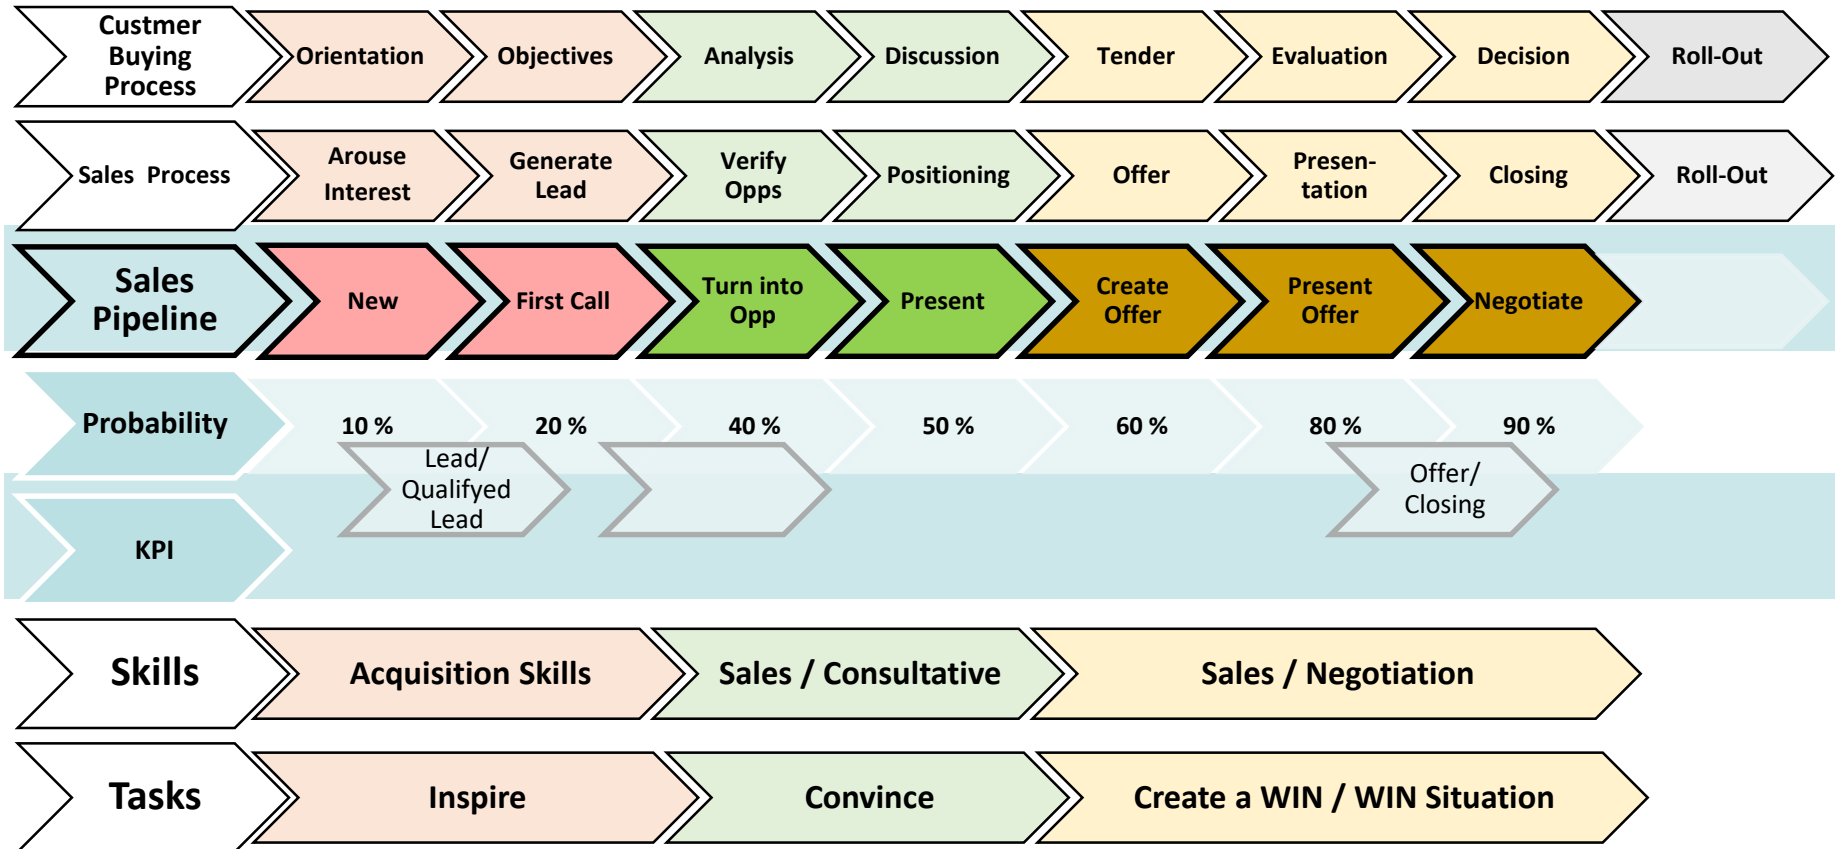 Custmer
Buying
Process
Orientation
Objectives
Analysis
Discussion
Tender
Evaluation
Decision
Roll-Out
Sales Process
Arouse
Interest
Generate
Lead
Verify
Opps
Positioning
Offer
Presen-
tation
Closing
Roll-Out
Sales
Pipeline
New
First Call
Turn into
Opp
Present
Create
Offer
Present
Offer
Negotiate
Probability
10 %
20 %
40 %
50 %
60 %
80 %
90 %
KPI
Lead/
Qualifyed
Lead
Offer/
Closing
Skills
Acquisition Skills
Sales / Consultative
Sales / Negotiation
Tasks
Inspire
Convince
Create a WIN / WIN Situation